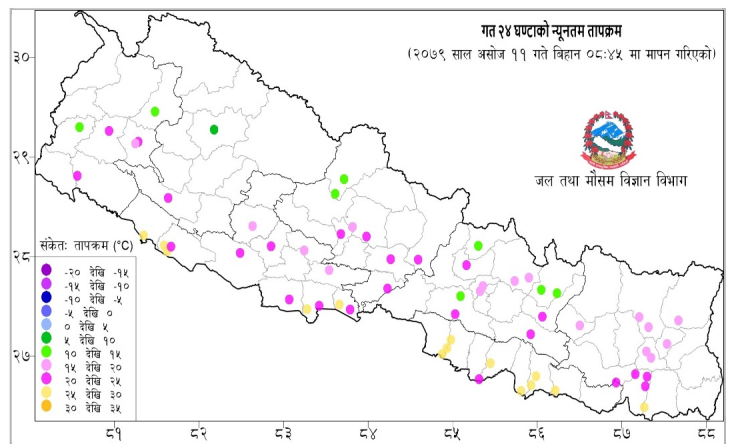 गत २४ घण्टाको न्यूनतम तापक्रम
(२०७९ साल असोज ११ गते बिहान ०८:४५ मा मापन गरिएको)
३०
२९
जल तथा मौसम विज्ञान विभाग
२८
संकेतः तापक्रम (°C)
-२० देखि -१५
-१५ देखि -१०
-१० देखि -५
-५ देखि ०
० देखि ५
५ देखि १०
१० देखि १५
१५ देखि २०
२० देखि २५
२५ देखि ३०
३० देखि ३५
२७
८१ ८२ ८३ ८४ ८५ ८६ ८७ ८८